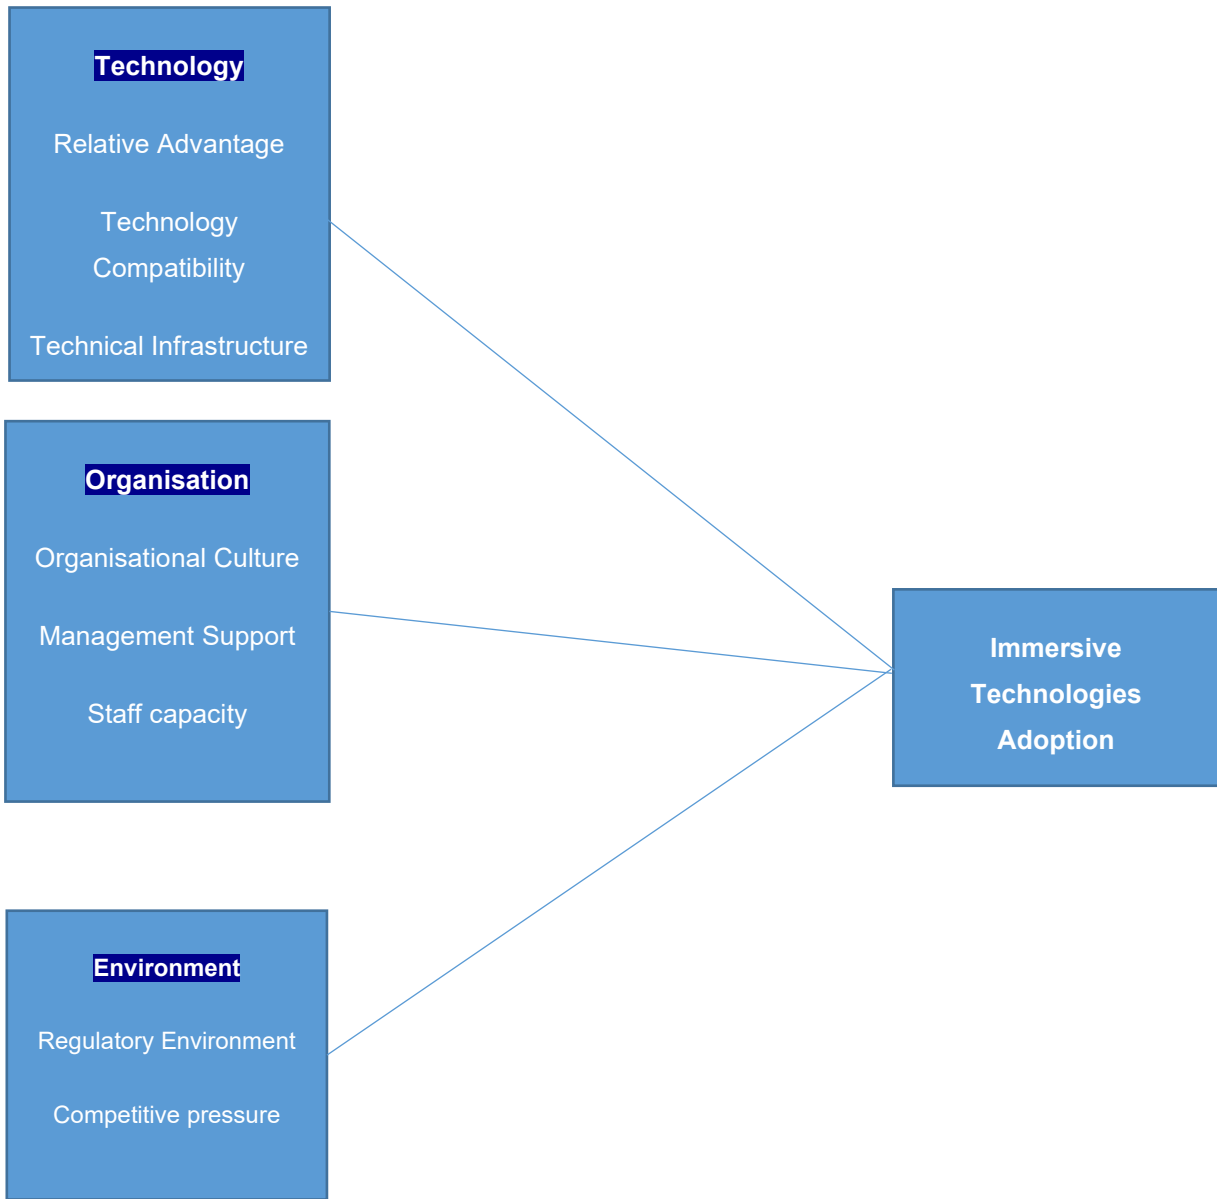 Technology
Relative Advantage
Technology
Compatibility
Technical Infrastructure
Organisation
Organisational Culture
Management Support
Staff capacity
Environment
Regulatory Environment
Competitive pressure
Immersive
Technologies
Adoption